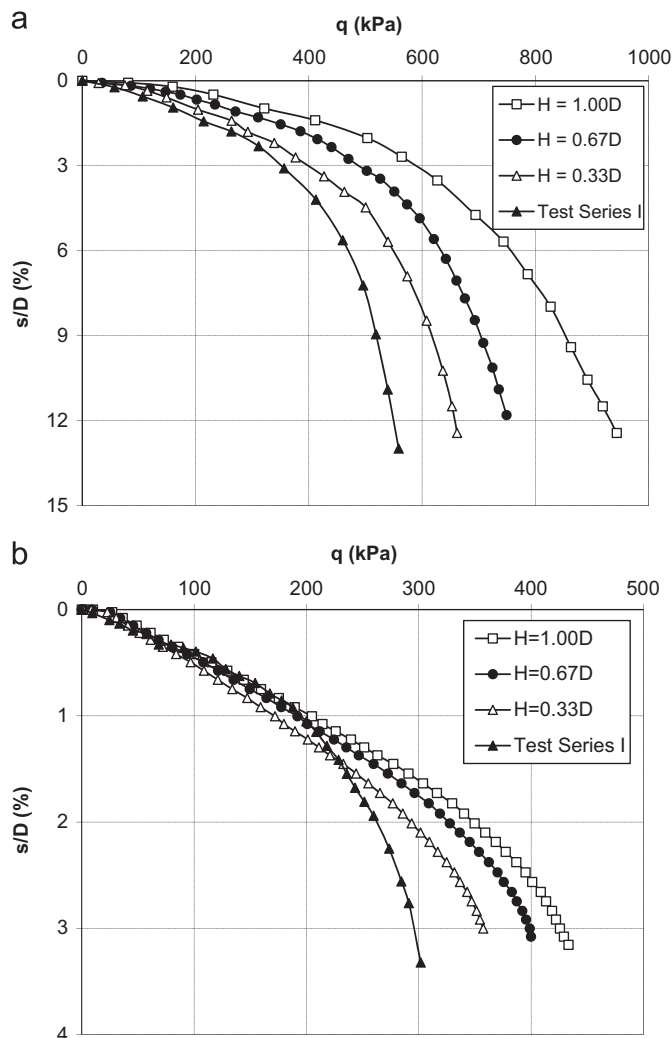 a
q (kPa)
0 200 400 600 800 1000
0
3
6
9
12
15
s/D (%)
H = 1.00D
H = 0.67D
H = 0.33D
Test Series I
b
q (kPa)
0 100 200 300 400 500
0
1
2
3
4
s/D (%)
H=1.00D
H=0.67D
H=0.33D
Test Series I